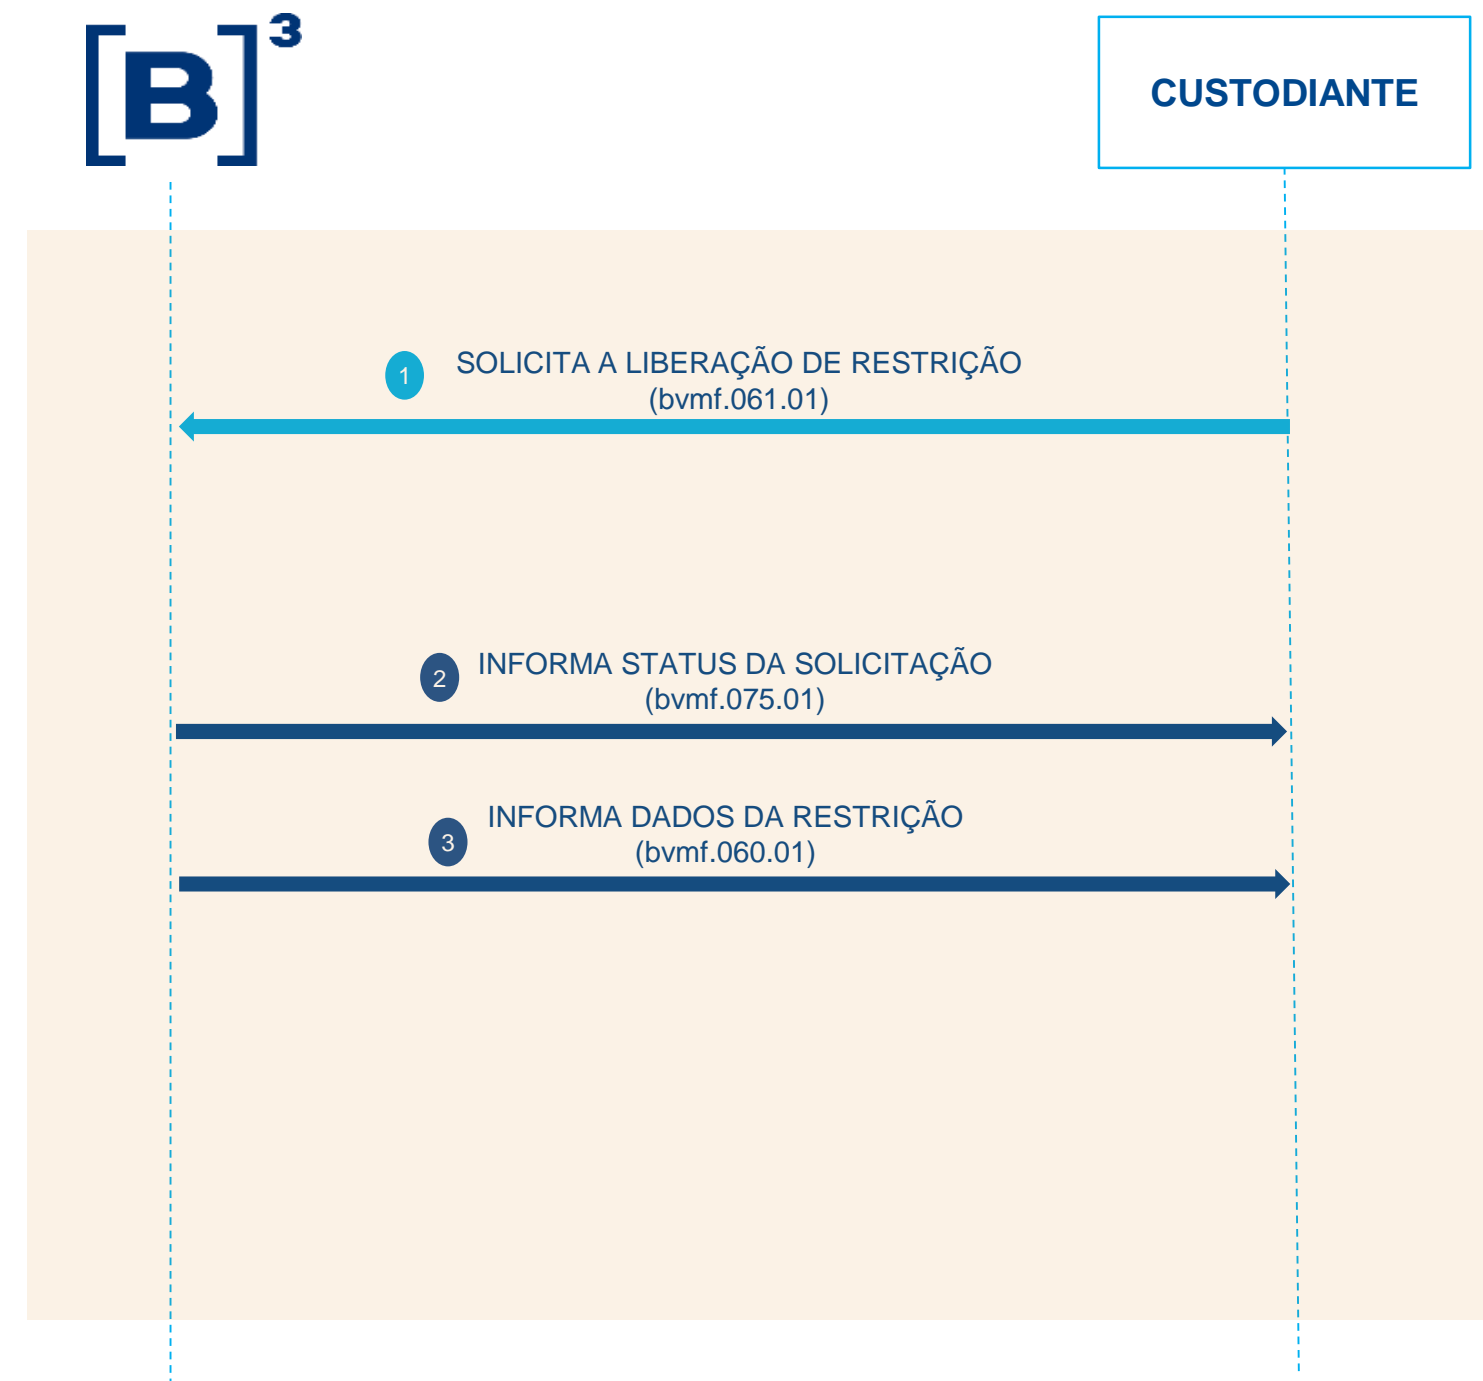 [B]³
CUSTODIANTE
1
SOLICITA A LIBERAÇÃO DE RESTRIÇÃO
(bvmf.061.01)
2
INFORMA STATUS DA SOLICITAÇÃO
(bvmf.075.01)
3
INFORMA DADOS DA RESTRIÇÃO
(bvmf.060.01)